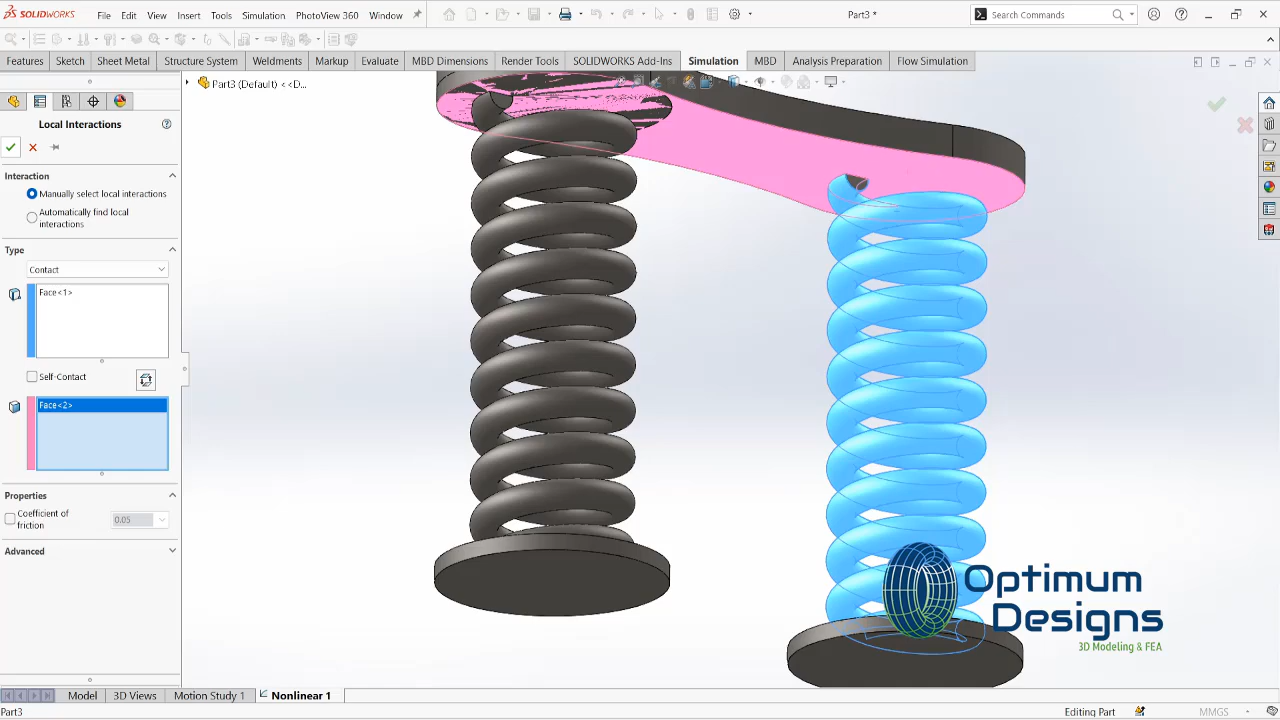 SOLIDWORKS
File Edit View Insert Tools Simulation PhotoView 360 Window
Part3 *
Search Commands
Features Sketch Sheet Metal Structure System Weldments Markup Evaluate MBD Dimensions Render Tools SOLIDWORKS Add-Ins Simulation MBD Analysis Preparation Flow Simulation
Part3 (Default) <<D...
Local Interactions
Interaction
Manually select local interactions
Automatically find local
interactions
Type
Contact
Face<1>
Self-Contact
Face<2>
Properties
Coefficient of
friction
0.05
Advanced
Optimum
Designs
3D Modeling & FEA
Model 3D Views Motion Study 1 Nonlinear 1
Part3
Editing Part
MMGS